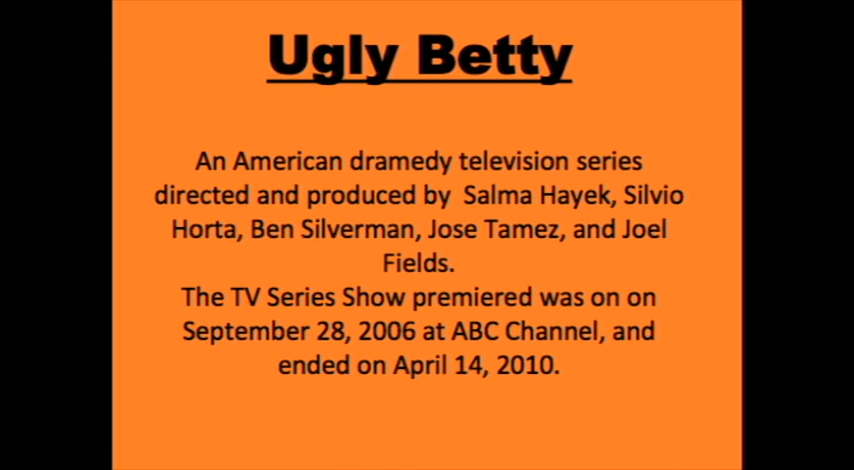 Ugly Betty
An American dramedy television series
directed and produced by Salma Hayek, Silvio
Horta, Ben Silverman, Jose Tamez, and Joel
Fields.
The TV Series Show premiered was on on
September 28, 2006 at ABC Channel, and
ended on April 14, 2010.